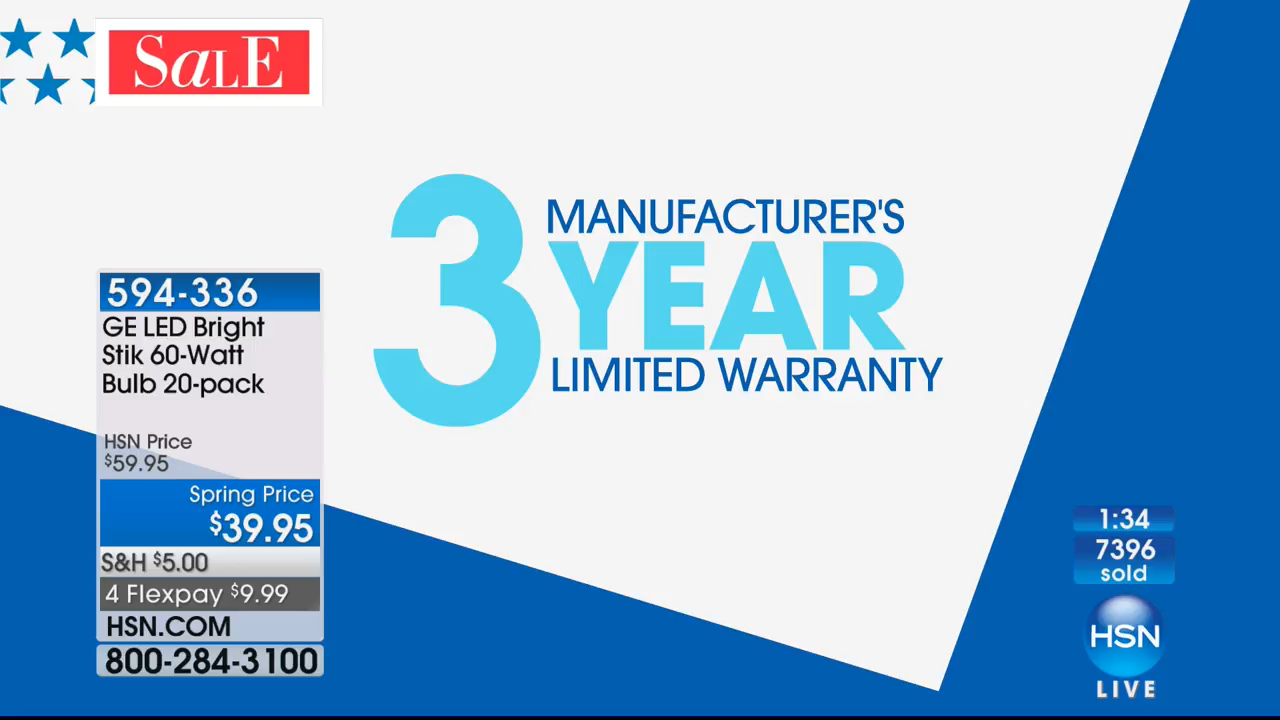 SaLE
3
MANUFACTURER'S
YEAR
LIMITED WARRANTY
594-336
GE LED Bright
Stik 60-Watt
Bulb 20-pack
HSN Price
$59.95
Spring Price
$39.95
S&H $5.00
4 Flexpay $9.99
HSN.COM
800-284-3100
1:34
7396
sold
HSN
LIVE